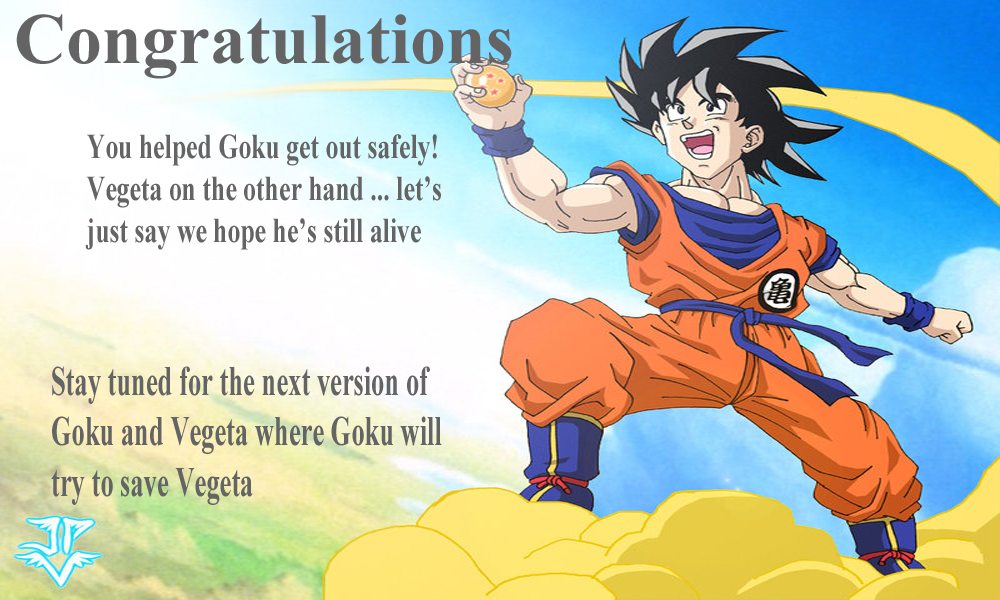 Congratulations
You helped Goku get out safely!
Vegeta on the other hand ... let's
just say we hope he's still alive
Stay tuned for the next version of
Goku and Vegeta where Goku will
try to save Vegeta
亀